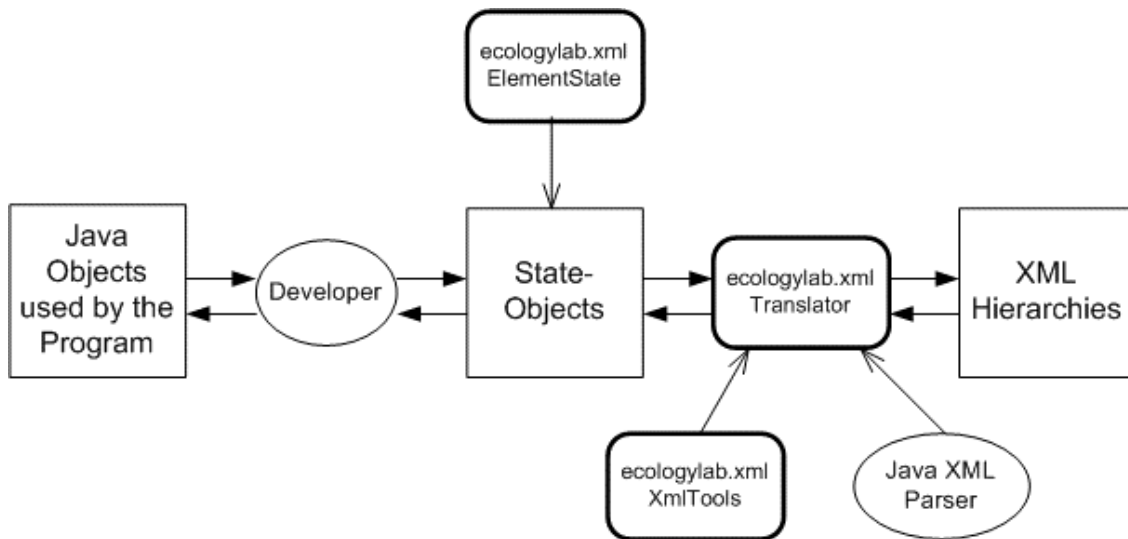 ecologylab.xml
ElementState
Java
Objects
used by the
Program
Developer
State-
Objects
ecologylab.xml
Translator
XML
Hierarchies
ecologylab.xml
XmlTools
Java XML
Parser